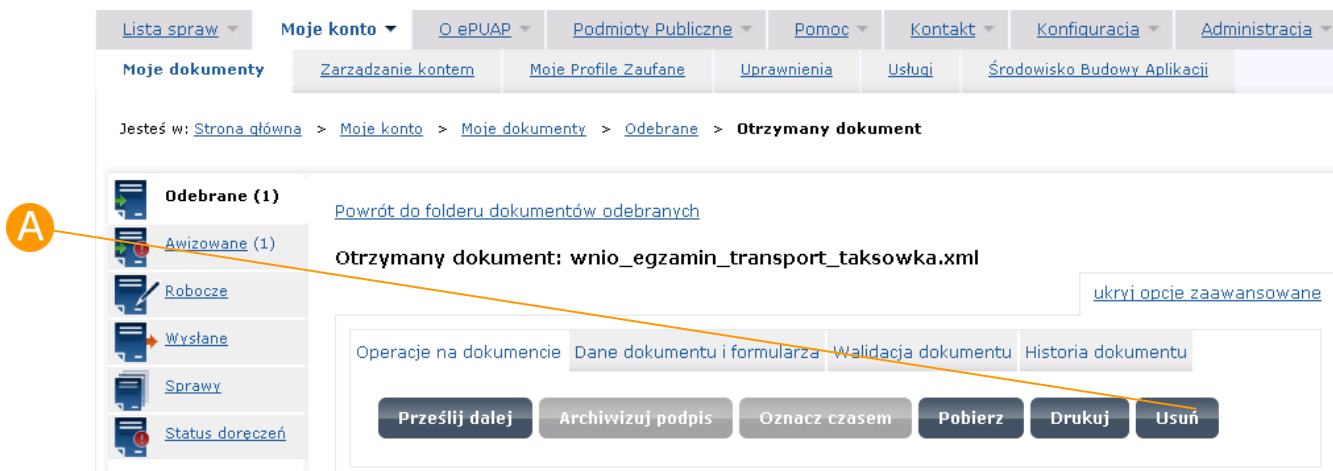 Lista spraw Moje konto O ePUAP Podmioty Publiczne Pomoc Kontakt Konfiguracja Administracja
Moje dokumenty Zarządzanie kontem Moje Profile Zaufane Uprawnienia Usługi Środowisko Budowy Aplikacji
Jesteś w: Strona główna > Moje konto > Moje dokumenty > Odebrane > Otrzymany dokument
Odebrane (1)
Powrót do folderu dokumentów odebranych
A
Awizowane (1)
Otrzymany dokument: wnio_egzamin_transport_taksowka.xml
Robocze
ukryj opcje zaawansowane
Wysłane
Operacje na dokumencie Dane dokumentu i formularza Walidacja dokumentu Historia dokumentu
Sprawy
Prześlij dalej Archiwizuj podpis Oznacz czasem Pobierz Drukuj Usuń
Status doręczeń